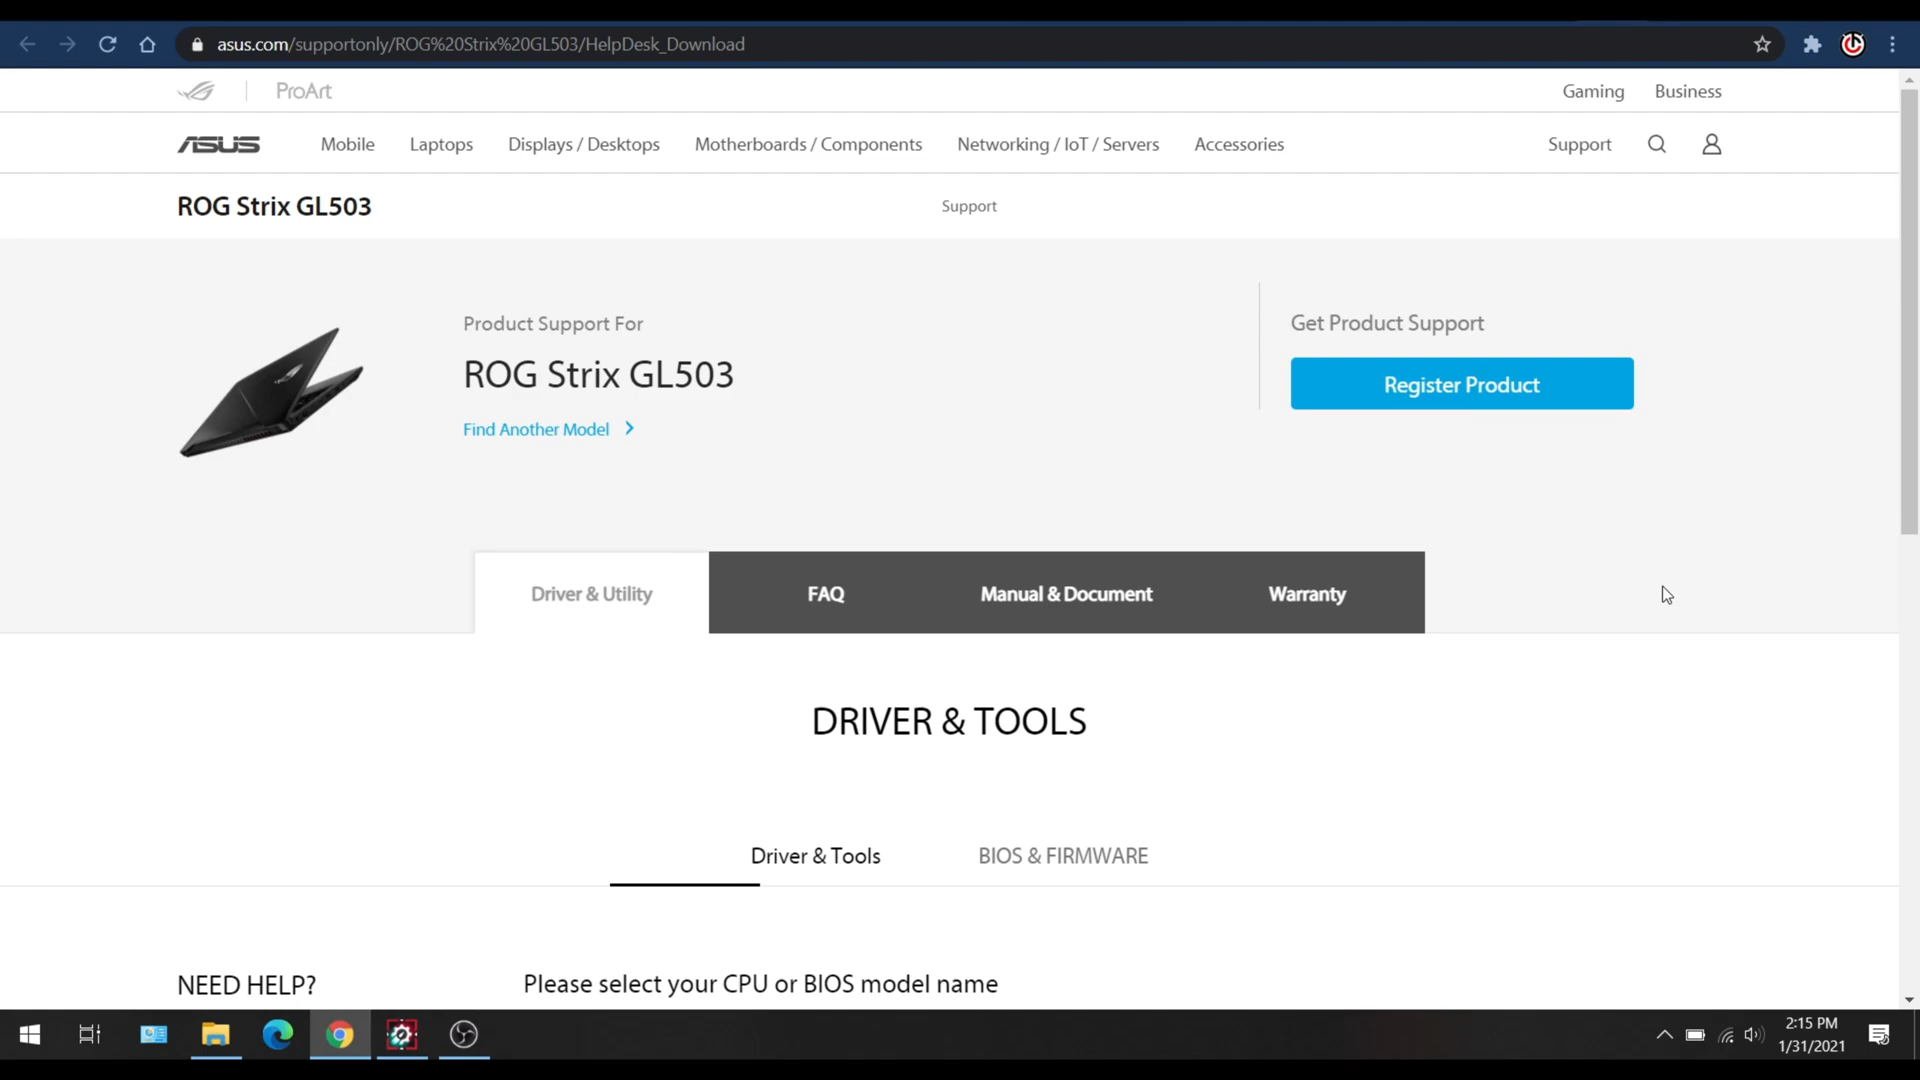 asus.com/supportonly/ROG%20Strix%20GL503/HelpDesk_Download
ProArt
Gaming Business
ASUS Mobile Laptops Displays / Desktops Motherboards / Components Networking / IoT / Servers Accessories Support
ROG Strix GL503 Support
Product Support For
ROG Strix GL503
Find Another Model
Get Product Support
Register Product
Driver & Utility FAQ Manual & Document Warranty
DRIVER & TOOLS
Driver & Tools BIOS & FIRMWARE
NEED HELP? Please select your CPU or BIOS model name
2:15 PM
1/31/2021